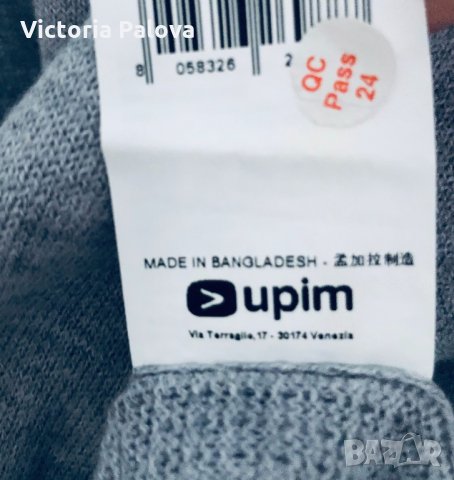 Victoria Palova
8 058326 2
QC
Pass
24
MADE IN BANGLADESH - 孟加拉制造
upim
Via Terraglio, 17 - 30174 Venezia
BAZAR